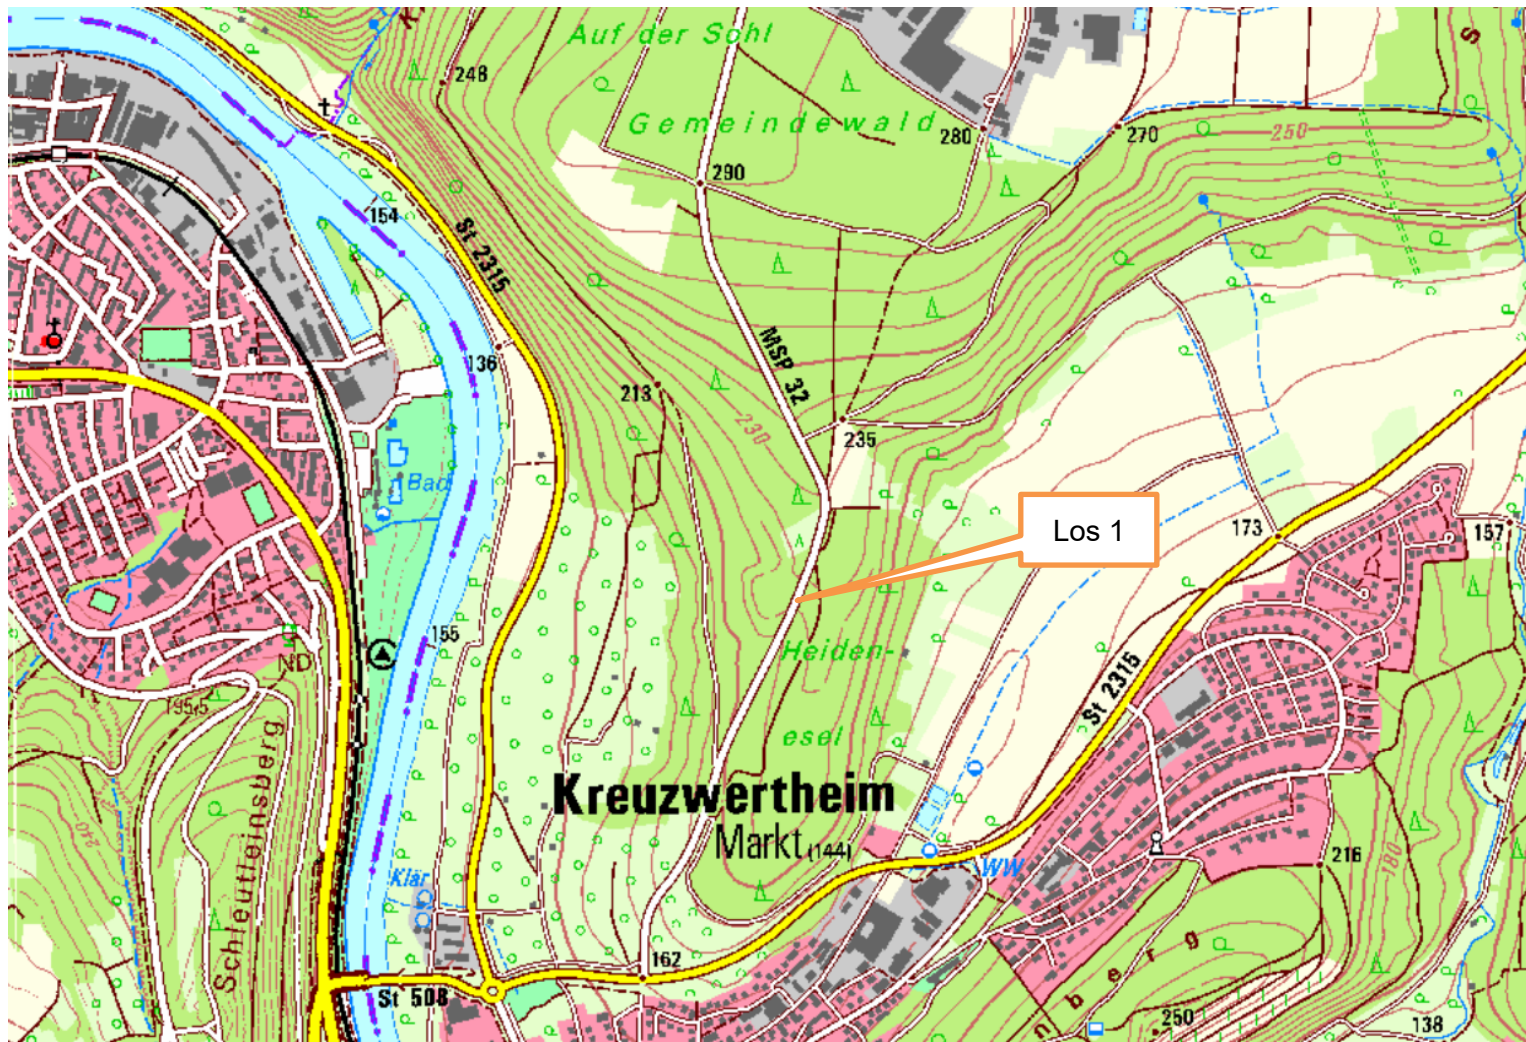 Auf der Sohl
248
Gemeindewald
280
270
250
290
154
St 2315
136
MSP 32
213
230
235
Bad
Los 1
173
157
155
ND
195,5
Heiden-
esel
St 2315
Schleutleinsberg
240
Kreuzwertheim
Markt (144)
Klär
WW
216
180
162
St 508
n b e r g
250
138
S
K